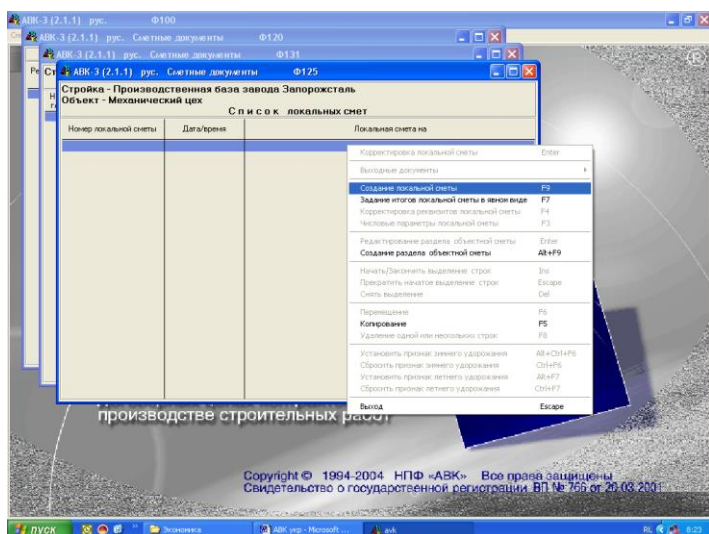 АВК-3 (2.1.1) рус. Ф100
АВК-3 (2.1.1) рус. Сметные документы Ф120
АВК-3 (2.1.1) рус. Сметные документы Ф131
АВК-3 (2.1.1) рус. Сметные документы Ф125
Стройка - Производственная база завода Запорожсталь
Объект - Механический цех
Список локальных смет
Номер локальной сметы Дата/время Локальная смета на
Корректировка локальной сметы Enter
Выходные документы
Создание локальной сметы F9
Задание итогов локальной сметы в явном виде F7
Корректировка реквизитов локальной сметы F4
Числовые параметры локальной сметы F3
Редактирование раздела объектной сметы Enter
Создание раздела объектной сметы Alt+F9
Начать/Закончить выделение строк Ins
Прекратить начатое выделение строк Escape
Снять выделение Del
Перемещение F6
Копирование F5
Удаление одной или нескольких строк F8
Установить признак зимнего удорожания Alt+Ctrl+F6
Сбросить признак зимнего удорожания Ctrl+F6
Установить признак летнего удорожания Alt+F7
Сбросить признак летнего удорожания Ctrl+F7
Выход Escape
производстве строительных работ
Copyright © 1994-2004 НПФ «АВК» Все права защищены
Свидетельство о государственной регистрации ВП № 766 от 20-03-2001
пуск Экономика АВК укр - Microsoft ... avk RL 8:23